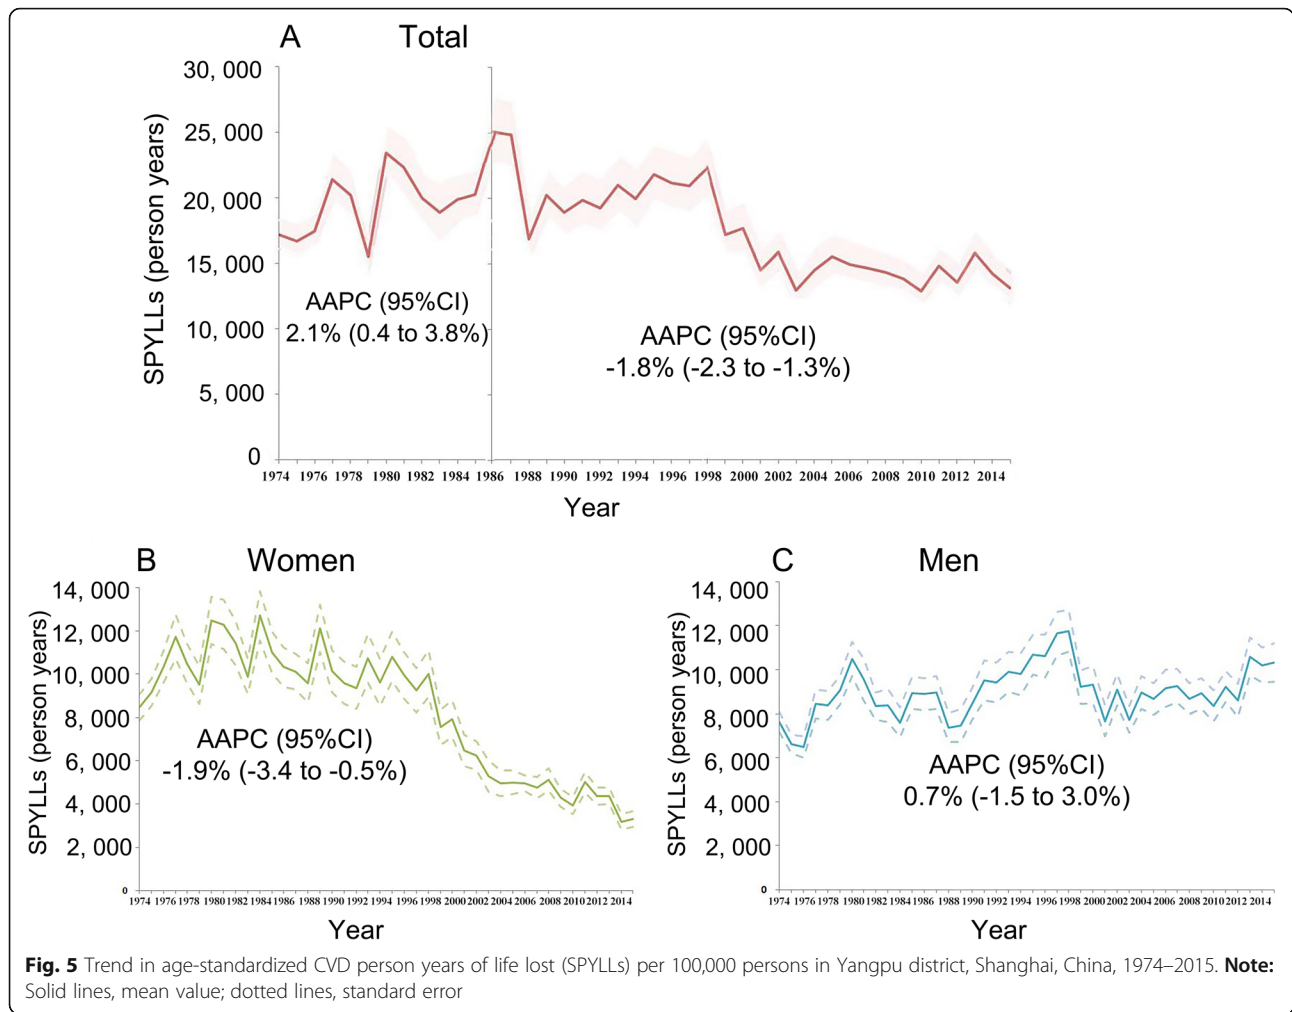 A Total
30, 000
25, 000
20, 000
15, 000
10, 000
5, 000
0
SPYLLs (person years)
AAPC (95%CI)
2.1% (0.4 to 3.8%)
AAPC (95%CI)
-1.8% (-2.3 to -1.3%)
1974 1976 1978 1980 1982 1984 1986 1988 1990 1992 1994 1996 1998 2000 2002 2004 2006 2008 2010 2012 2014
Year
B Women
14, 000
12, 000
10, 000
8, 000
6, 000
4, 000
2, 000
0
SPYLLs (person years)
AAPC (95%CI)
-1.9% (-3.4 to -0.5%)
1974 1976 1978 1980 1982 1984 1986 1988 1990 1992 1994 1996 1998 2000 2002 2004 2006 2008 2010 2012 2014
Year
C Men
14, 000
12, 000
10, 000
8, 000
6, 000
4, 000
2, 000
0
SPYLLs (person years)
AAPC (95%CI)
0.7% (-1.5 to 3.0%)
1974 1976 1978 1980 1982 1984 1986 1988 1990 1992 1994 1996 1998 2000 2002 2004 2006 2008 2010 2012 2014
Year
Fig. 5 Trend in age-standardized CVD person years of life lost (SPYLLs) per 100,000 persons in Yangpu district, Shanghai, China, 1974–2015. Note:
Solid lines, mean value; dotted lines, standard error